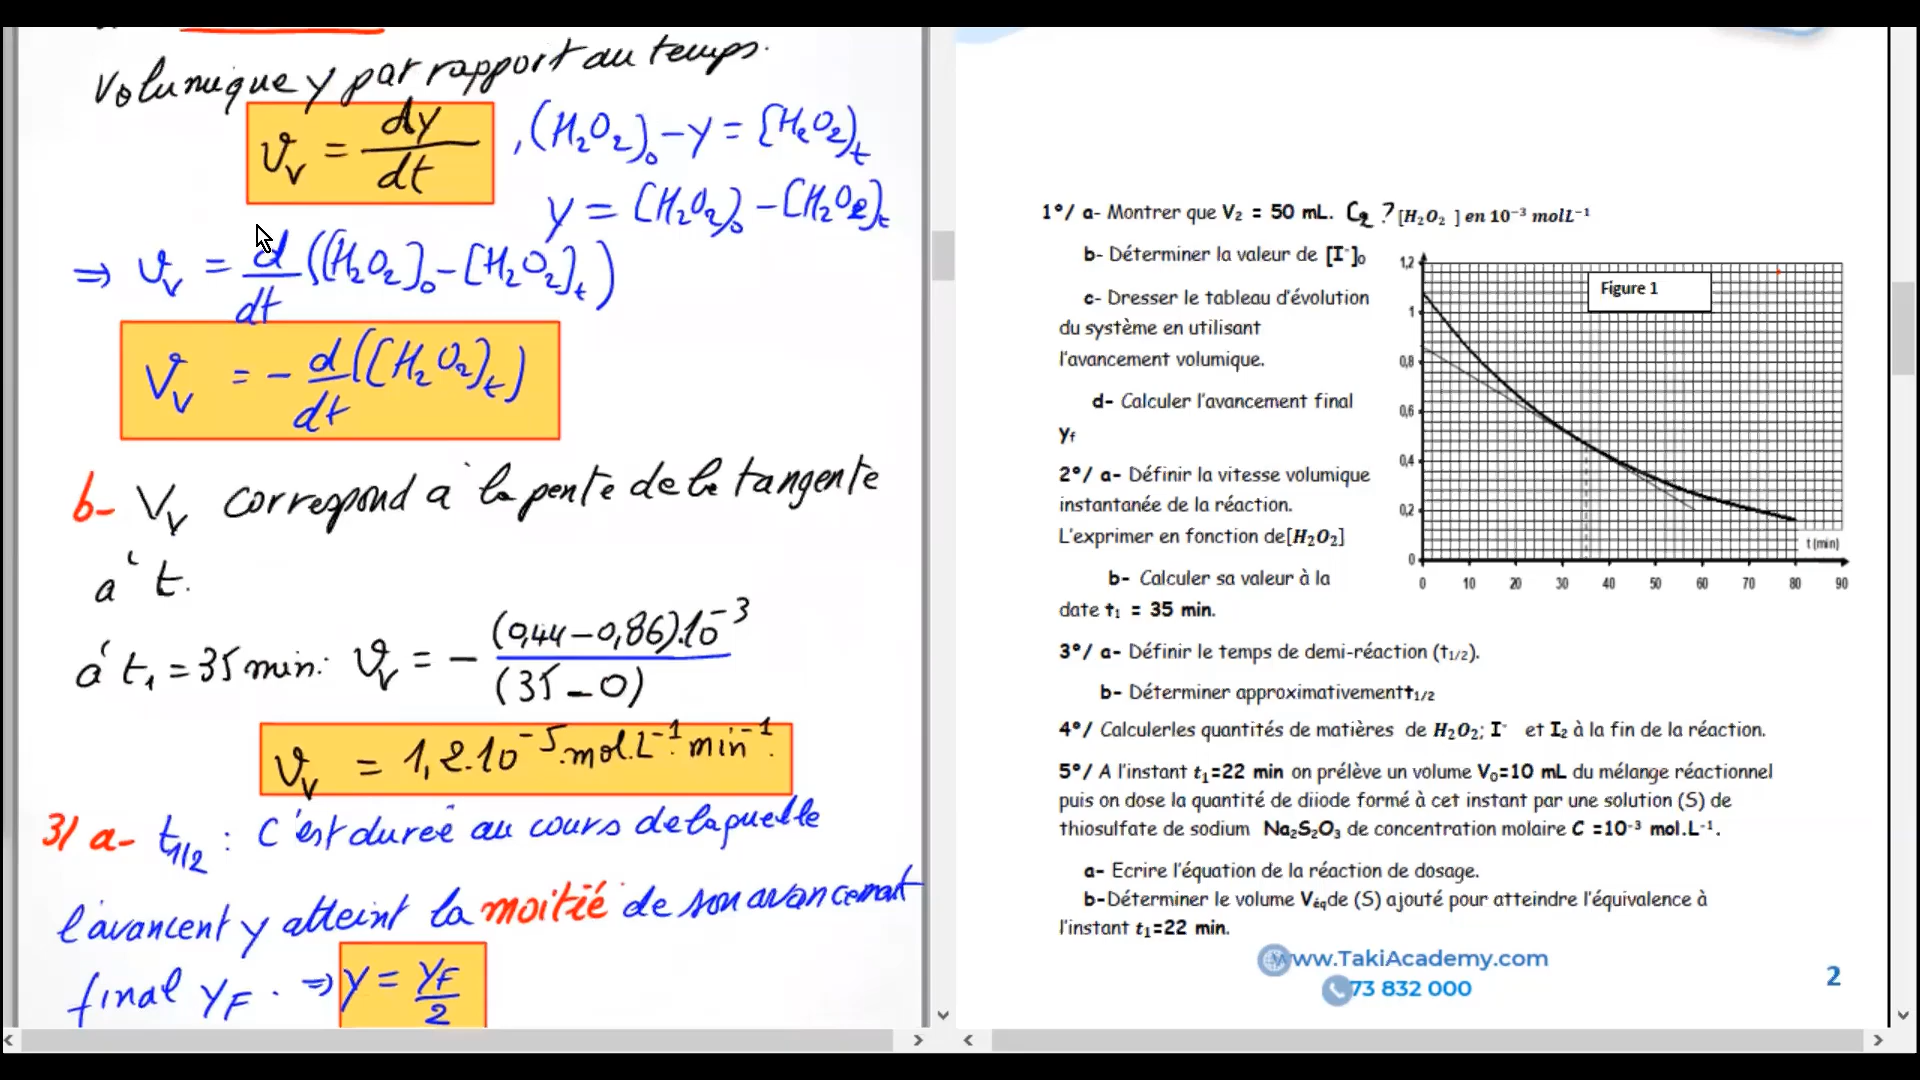 Volumique y par rapport au temps.
v_V = dy/dt , (H₂O₂)₀ - y = [H₂O₂)_t
y = [H₂O₂)₀ - [H₂O₂]_t
⇒ v_V = d/dt ([H₂O₂]₀ - [H₂O₂]_t)
v_V = - d/dt ([H₂O₂]_t)
b- V_V correspond à la pente de la tangente
à t.
à t₁ = 35 min: v_V = - (0,44 - 0,86).10⁻³ / (35 - 0)
v_V = 1,2.10⁻⁵ mol.L⁻¹.min⁻¹.
3/ a- t1/2 : C'est durée au cours de laquelle
l'avancent y atteint la moitié de son avancement
final yF. ⇒ y = yF/2
1°/ a- Montrer que V₂ = 50 mL. C₂ ?
b- Déterminer la valeur de [I⁻]₀
c- Dresser le tableau d'évolution
du système en utilisant
l'avancement volumique.
d- Calculer l'avancement final
yf
2°/ a- Définir la vitesse volumique
instantanée de la réaction.
L'exprimer en fonction de[H₂O₂]
b- Calculer sa valeur à la
date t₁ = 35 min.
[H₂O₂ ] en 10⁻³ molL⁻¹
Figure 1
1,2
1
0,8
0,6
0,4
0,2
0
t (min)
0 10 20 30 40 50 60 70 80 90
3°/ a- Définir le temps de demi-réaction (t1/2).
b- Déterminer approximativementt1/2
4°/ Calculerles quantités de matières de H₂O₂; I⁻ et I₂ à la fin de la réaction.
5°/ A l'instant t₁=22 min on prélève un volume V₀=10 mL du mélange réactionnel
puis on dose la quantité de diiode formé à cet instant par une solution (S) de
thiosulfate de sodium Na₂S₂O₃ de concentration molaire C =10⁻³ mol.L⁻¹.
a- Ecrire l'équation de la réaction de dosage.
b-Déterminer le volume Véqde (S) ajouté pour atteindre l'équivalence à
l'instant t₁=22 min.
www.TakiAcademy.com
73 832 000
2